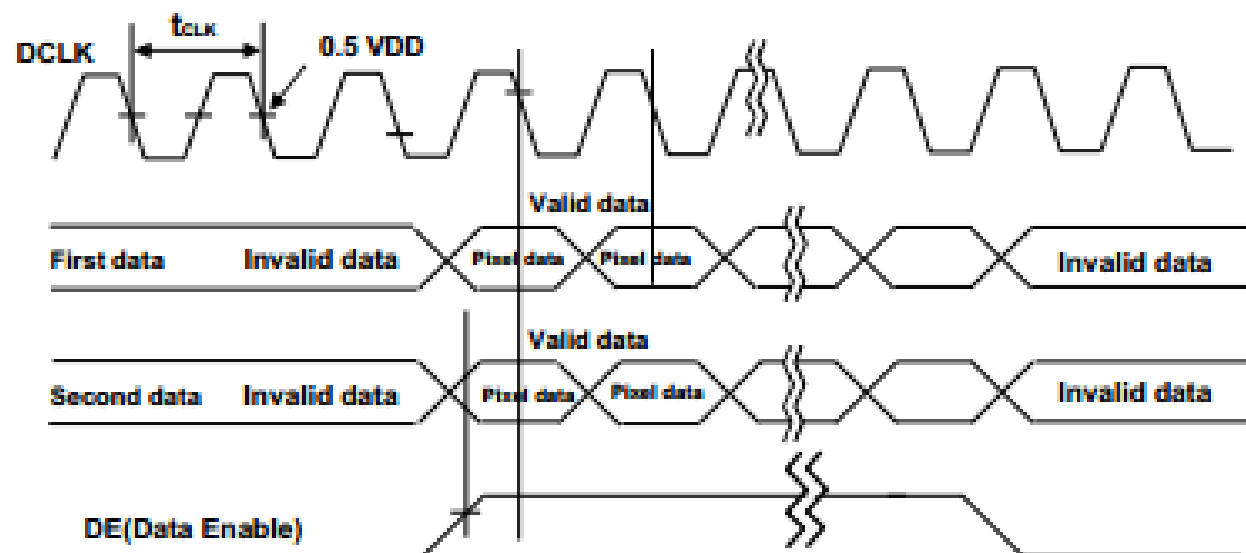 tCLK
DCLK
0.5 VDD
Valid data
First data Invalid data Pixel data Pixel data Invalid data
Valid data
Second data Invalid data Pixel data Pixel data Invalid data
DE(Data Enable)